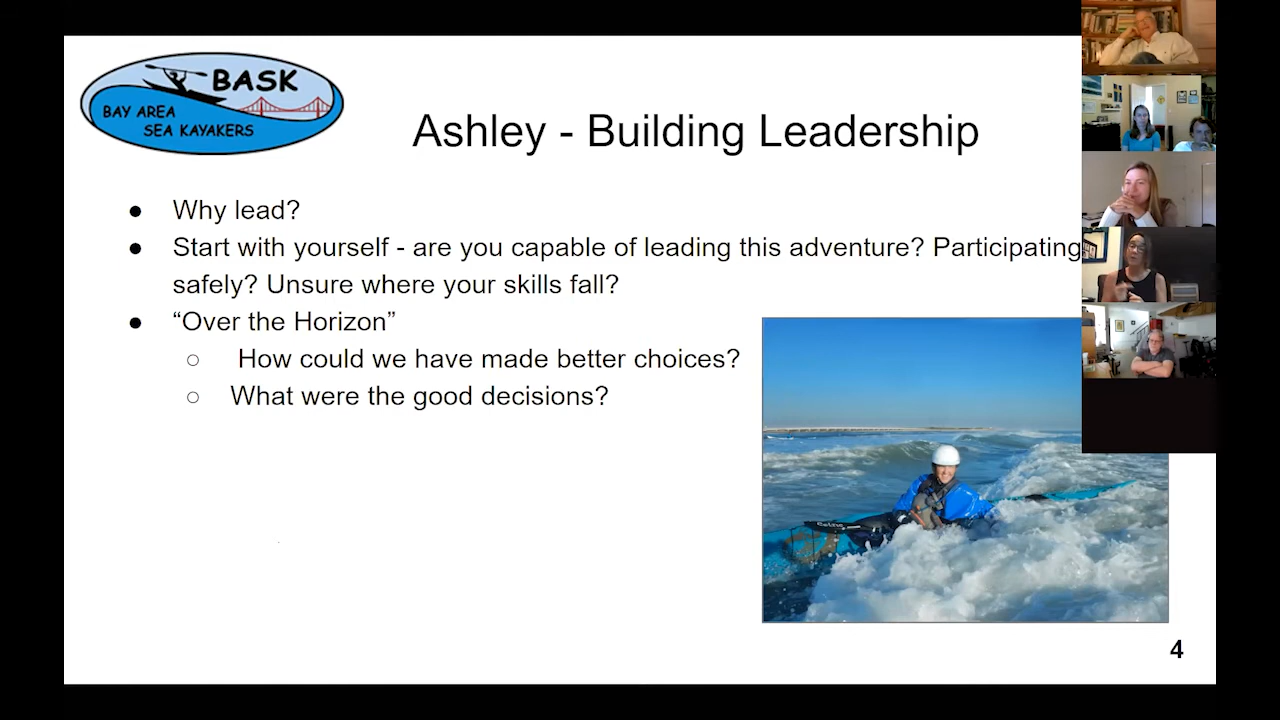 BASK
BAY AREA
SEA KAYAKERS
Ashley - Building Leadership
● Why lead?
● Start with yourself - are you capable of leading this adventure? Participating
safely? Unsure where your skills fall?
● “Over the Horizon”
○ How could we have made better choices?
○ What were the good decisions?
4